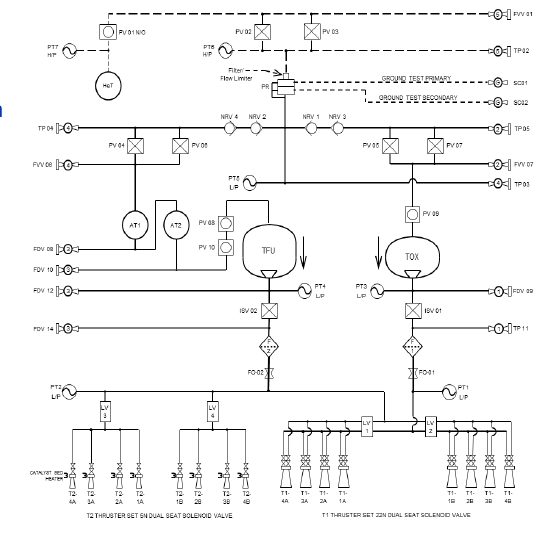 FVV 01
PV 01 N/O
PV 02
PV 03
PT7
H/P
PT6
H/P
TP 02
Filter/
Flow Limiter
HeT
PR
GROUND TEST PRIMARY
SC01
GROUND TEST SECONDARY
SC02
NRV 4
NRV 2
NRV 1
NRV 3
TP 04
TP 05
PV 04
PV 06
PV 05
PV 07
FVV 06
FVV 07
PT5
L/P
TP 03
PV 08
PV 09
AT1
AT2
PV 10
TFU
TOX
FDV 08
FDV 10
FDV 12
PT4
L/P
PT3
L/P
FDV 09
ISV 02
ISV 01
FDV 14
TP 11
F
2
F
1
FO-02
FO-01
PT2
L/P
PT1
L/P
LV
3
LV
4
LV
1
LV
2
CATALYST BED
HEATER
T2-
4A
T2-
3A
T2-
2A
T2-
1A
T2-
1B
T2-
2B
T2-
3B
T2-
4B
T1-
4A
T1-
3A
T1-
2A
T1-
1A
T1-
1B
T1-
2B
T1-
3B
T1-
4B
T2 THRUSTER SET 5N DUAL SEAT SOLENOID VALVE
T1 THRUSTER SET 22N DUAL SEAT SOLENOID VALVE